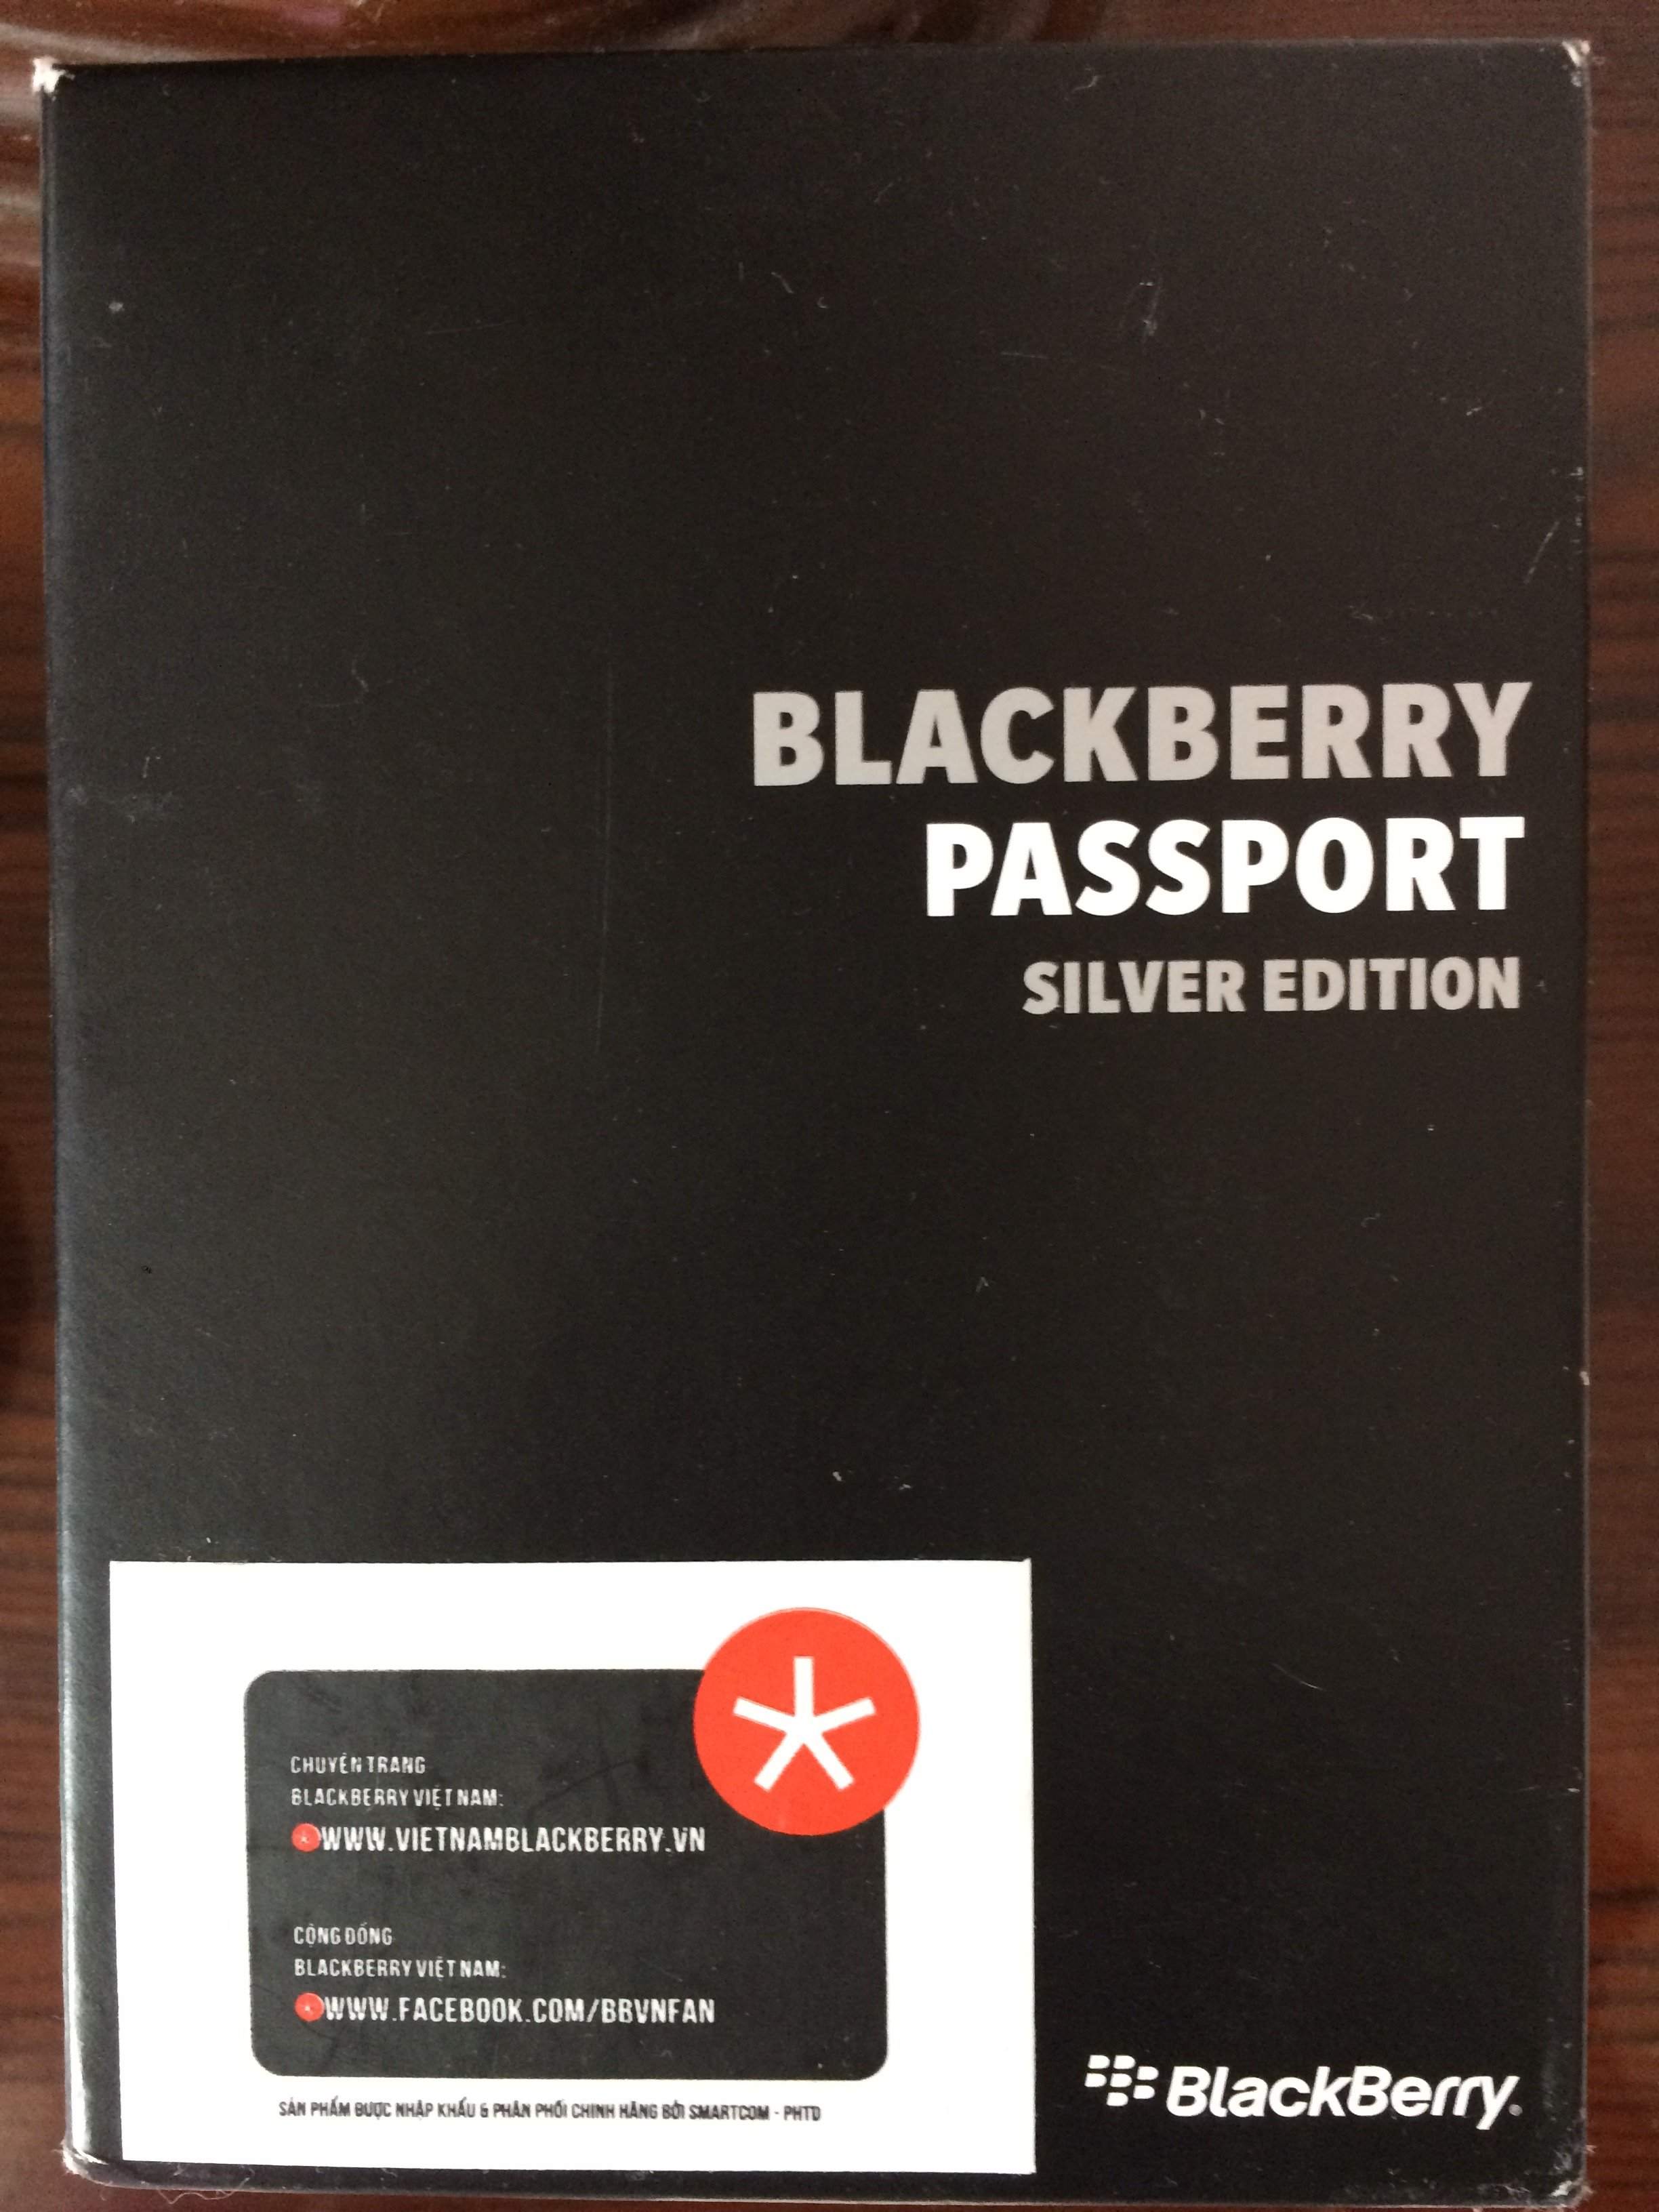 BLACKBERRY
PASSPORT
SILVER EDITION
CHUYÊN TRANG
BLACKBERRY VIỆT NAM:
WWW.VIETNAMBLACKBERRY.VN
CỘNG ĐỒNG
BLACKBERRY VIỆT NAM:
WWW.FACEBOOK.COM/BBVNFAN
SẢN PHẨM ĐƯỢC NHẬP KHẨU & PHÂN PHỐI CHÍNH HÃNG BỞI SMARTCOM - PHTD
BlackBerry